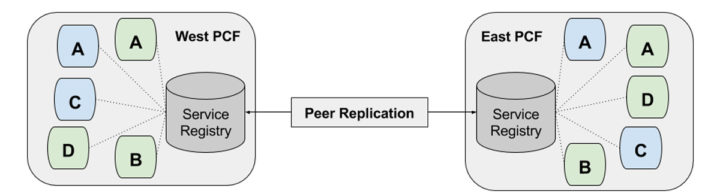 West PCF
A
A
C
D
B
Service
Registry
Peer Replication
East PCF
A
A
D
C
B
Service
Registry